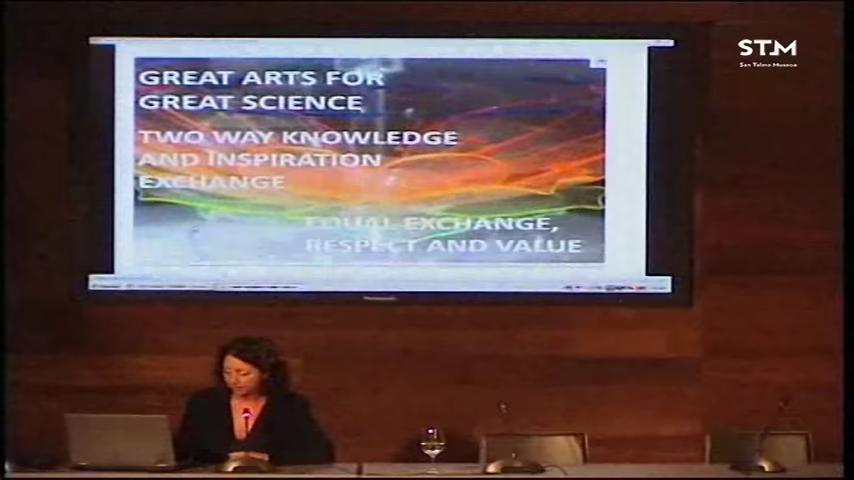 STM
San Telmo Museoa
GREAT ARTS FOR
GREAT SCIENCE
TWO WAY KNOWLEDGE
AND INSPIRATION
EXCHANGE
EQUAL EXCHANGE,
RESPECT AND VALUE